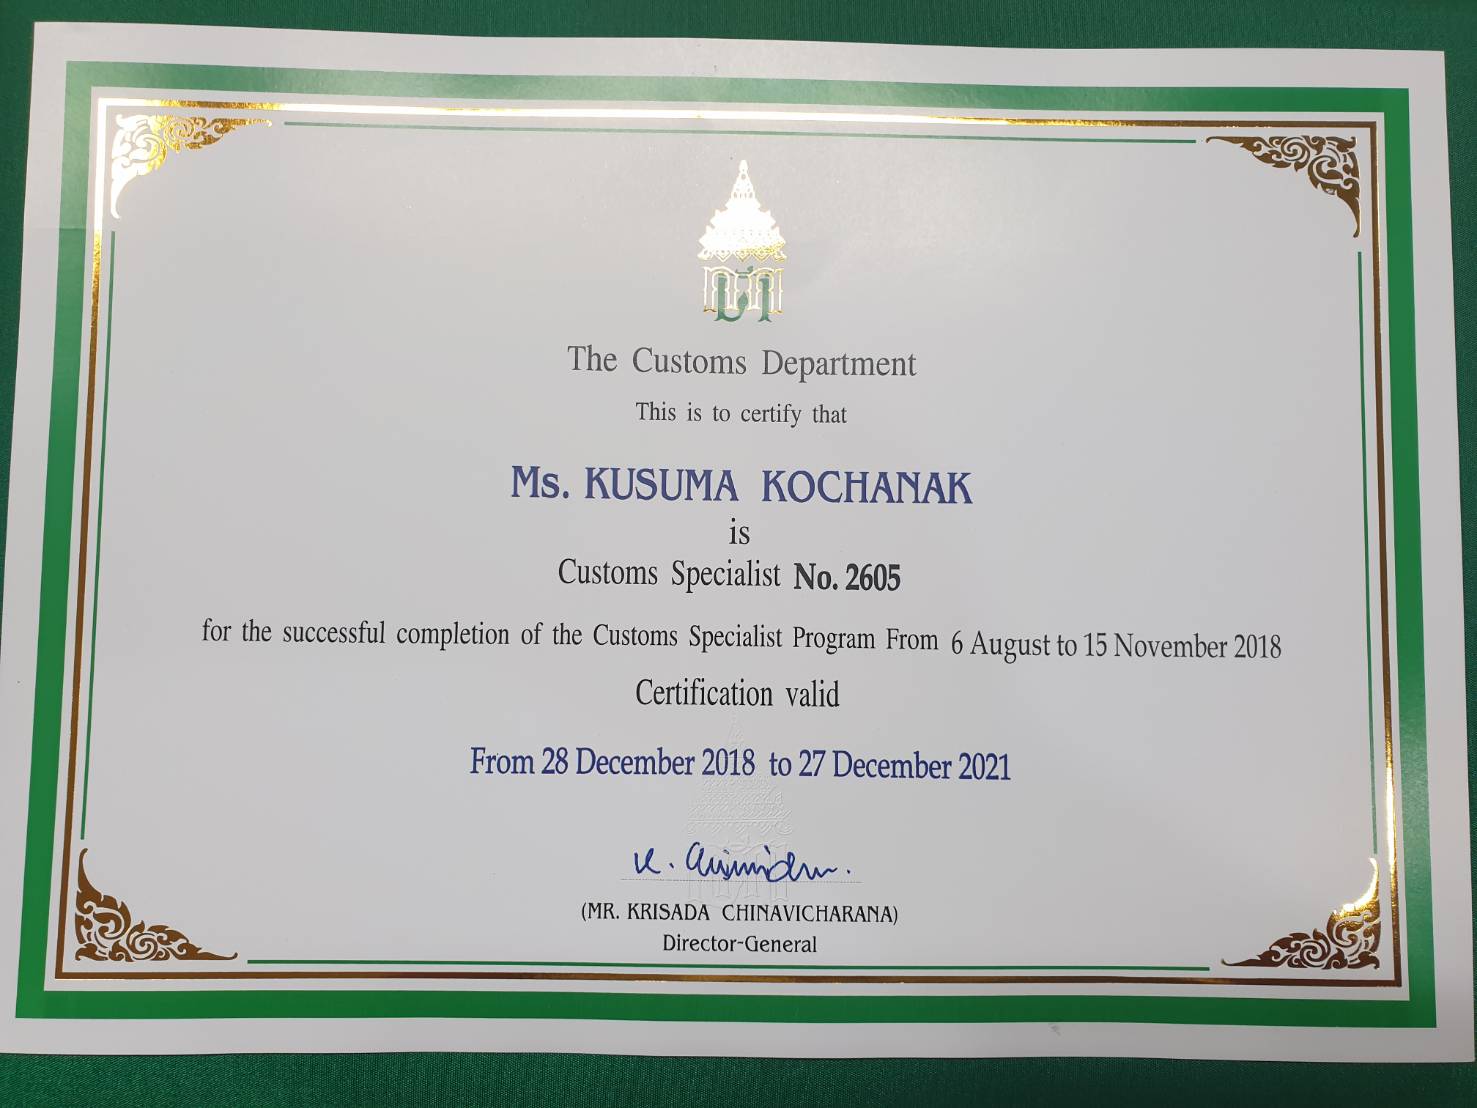 The Customs Department
This is to certify that
Ms. KUSUMA KOCHANAK
is
Customs Specialist No. 2605
for the successful completion of the Customs Specialist Program From 6 August to 15 November 2018
Certification valid
From 28 December 2018 to 27 December 2021
(MR. KRISADA CHINAVICHARANA)
Director-General